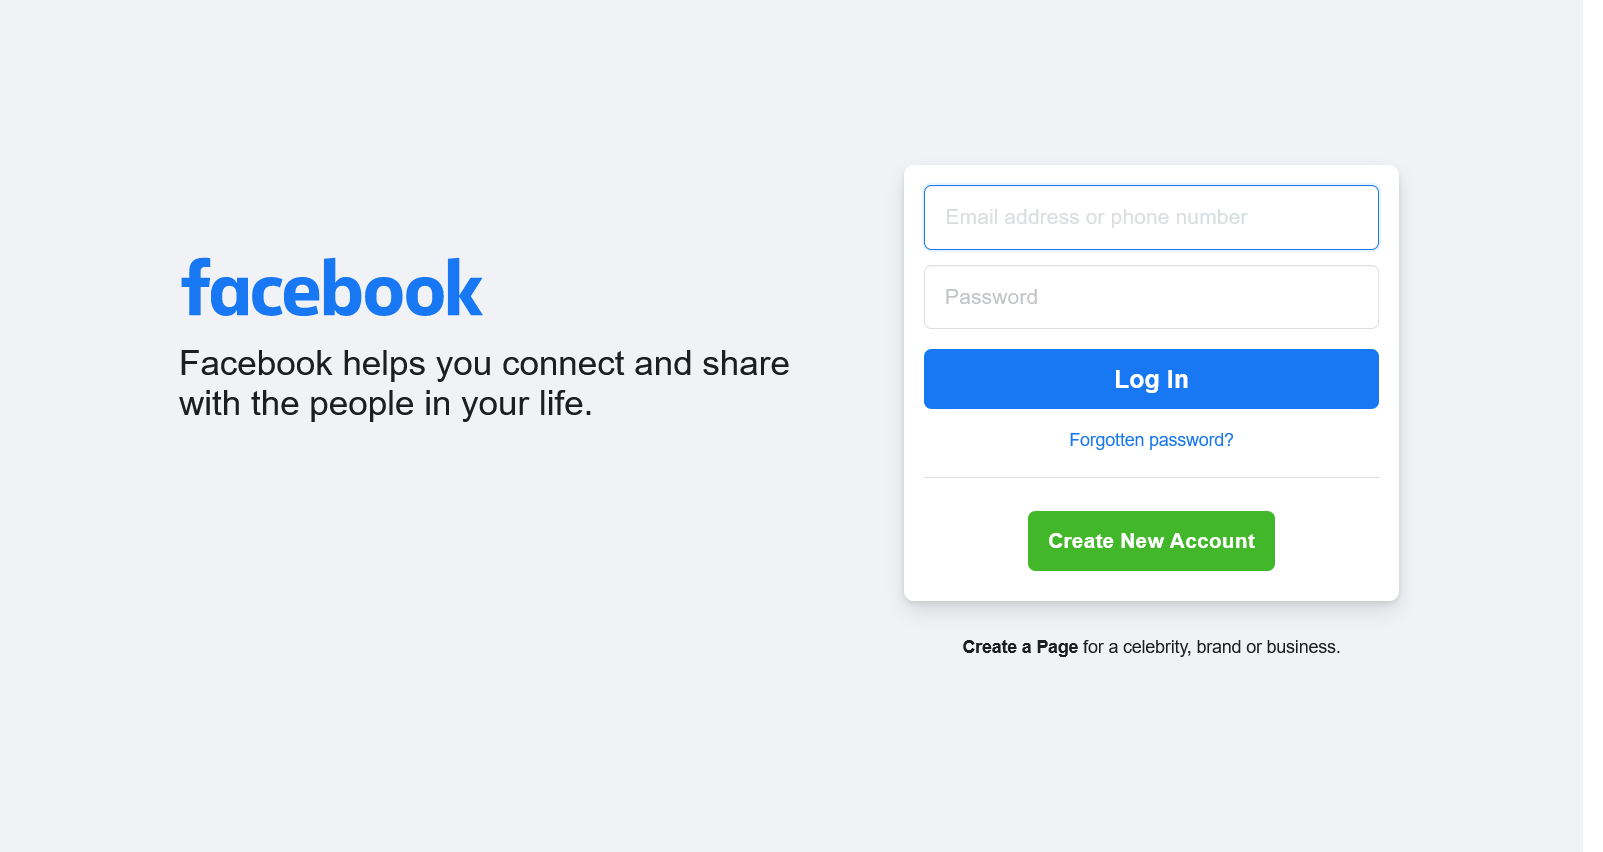 facebook
Facebook helps you connect and share
with the people in your life.
Email address or phone number
Password
Log In
Forgotten password?
Create New Account
Create a Page for a celebrity, brand or business.